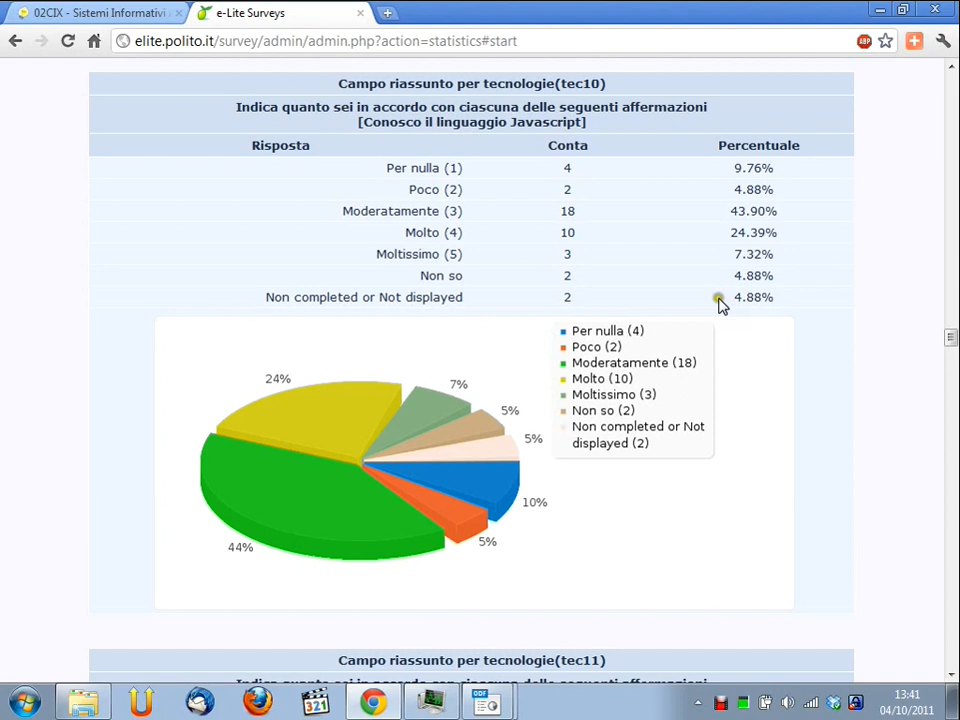 02CIX - Sistemi Informativi
e-Lite Surveys
elite.polito.it/survey/admin/admin.php?action=statistics#start
ABP
Campo riassunto per tecnologie(tec10)
Indica quanto sei in accordo con ciascuna delle seguenti affermazioni
[Conosco il linguaggio Javascript]
Risposta Conta Percentuale
Per nulla (1) 4 9.76%
Poco (2) 2 4.88%
Moderatamente (3) 18 43.90%
Molto (4) 10 24.39%
Moltissimo (5) 3 7.32%
Non so 2 4.88%
Non completed or Not displayed 2 4.88%
Per nulla (4)
Poco (2)
Moderatamente (18)
Molto (10)
Moltissimo (3)
Non so (2)
Non completed or Not
displayed (2)
24%
7%
5%
5%
10%
5%
44%
Campo riassunto per tecnologie(tec11)
321
ODF
13:41
04/10/2011